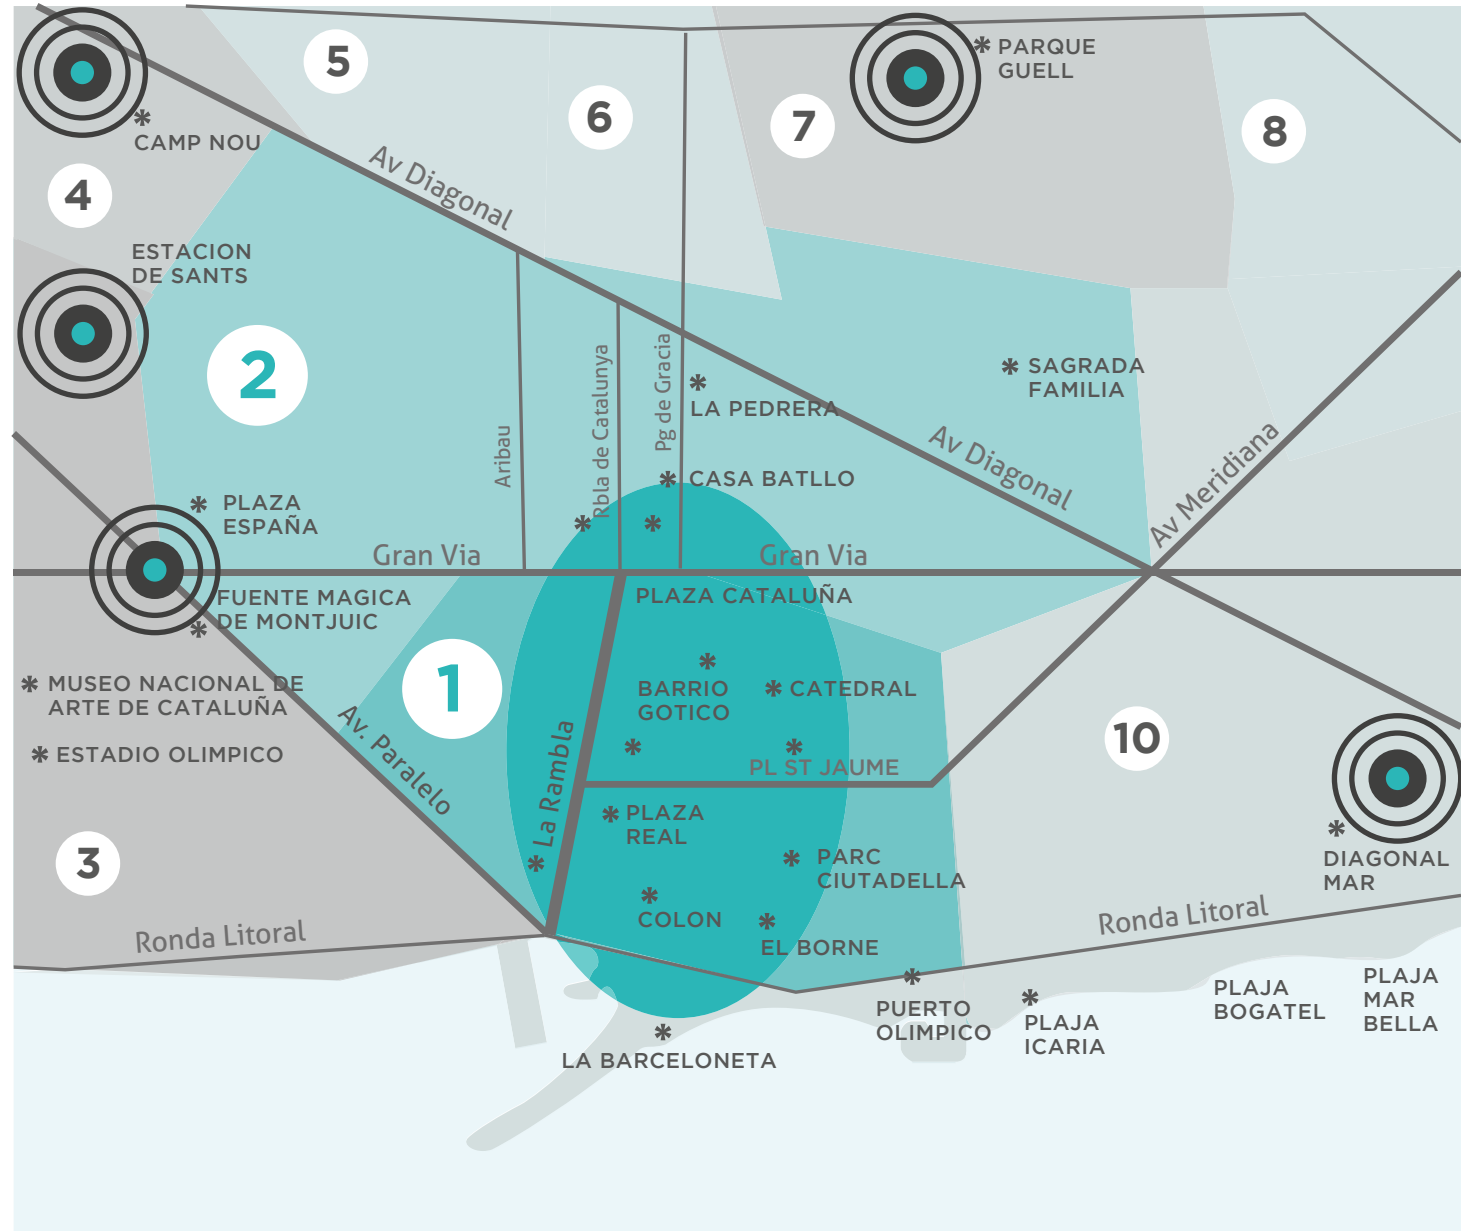 PARQUE
GUELL
5
6
7
8
CAMP NOU
Av Diagonal
4
ESTACION
DE SANTS
2
Aribau
Rbla de Catalunya
Pg de Gracia
LA PEDRERA
SAGRADA
FAMILIA
Av Diagonal
Av Meridiana
CASA BATLLO
PLAZA
ESPAÑA
Gran Via
Gran Via
FUENTE MAGICA
DE MONTJUIC
PLAZA CATALUÑA
1
MUSEO NACIONAL DE
ARTE DE CATALUÑA
BARRIO
GOTICO
CATEDRAL
ESTADIO OLIMPICO
Av. Paralelo
La Rambla
PL ST JAUME
10
PLAZA
REAL
3
PARC
CIUTADELLA
DIAGONAL
MAR
COLON
EL BORNE
Ronda Litoral
Ronda Litoral
PUERTO
OLIMPICO
PLAJA
ICARIA
PLAJA
BOGATEL
PLAJA
MAR
BELLA
LA BARCELONETA